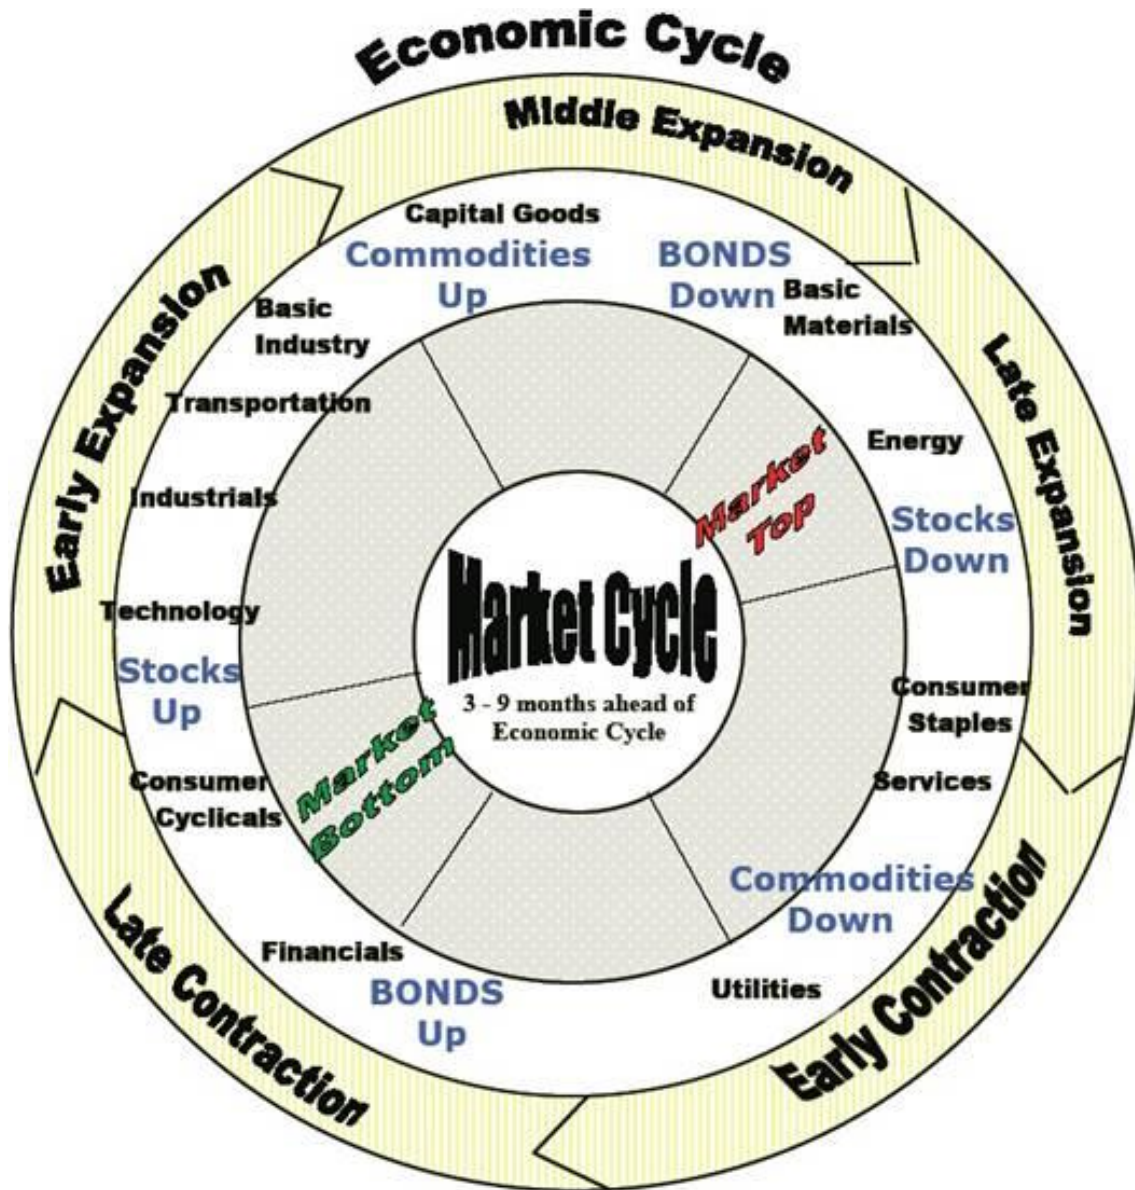 Economic Cycle
Middle Expansion
Capital Goods
Commodities
Up
BONDS
Down
Basic
Materials
Basic
Industry
Early Expansion
Late Expansion
Transportation
Energy
Market
Top
Industrials
Stocks
Down
Market Cycle
3 - 9 months ahead of
Economic Cycle
Technology
Stocks
Up
Consumer
Staples
Market
Bottom
Consumer
Cyclicals
Services
Commodities
Down
Late Contraction
Early Contraction
Financials
BONDS
Up
Utilities